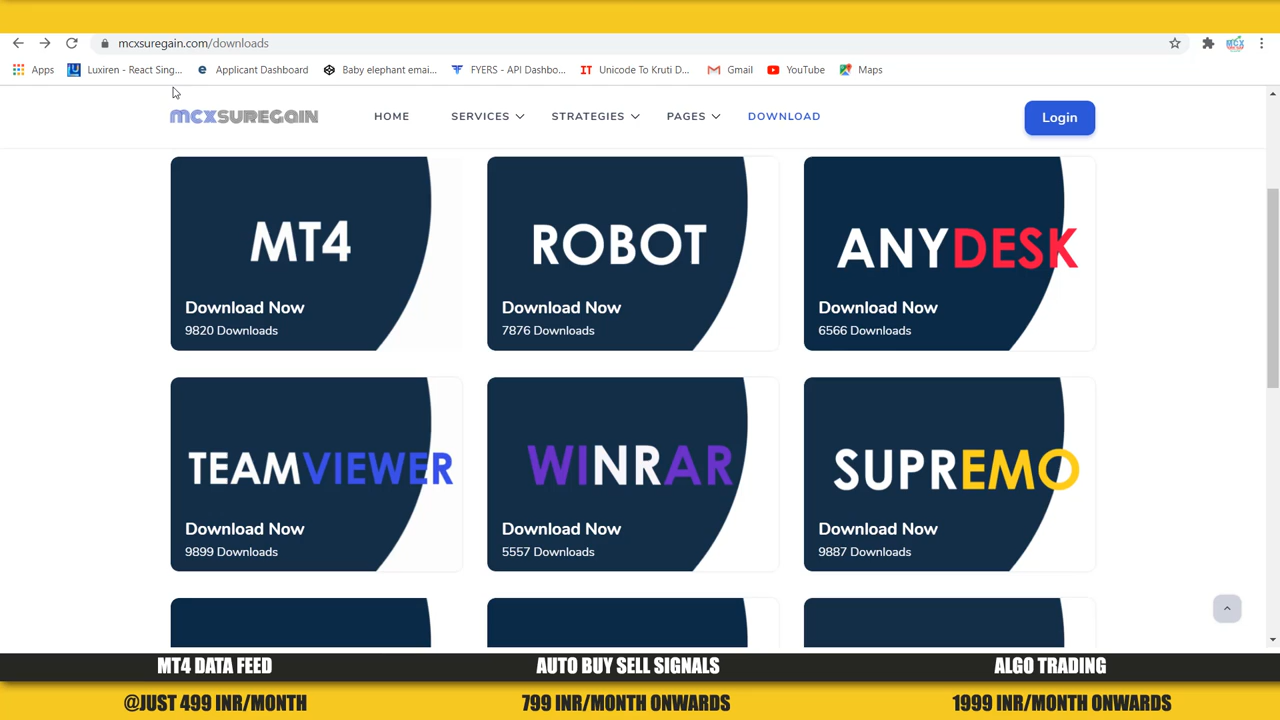 mcxsuregain.com/downloads
Apps
Luxiren - React Sing...
Applicant Dashboard
Baby elephant emai...
FYERS - API Dashbo...
IT Unicode To Kruti D...
Gmail
YouTube
Maps
MCXSUREGAIN
HOME
SERVICES
STRATEGIES
PAGES
DOWNLOAD
Login
MT4
Download Now
9820 Downloads
ROBOT
Download Now
7876 Downloads
ANYDESK
Download Now
6566 Downloads
TEAMVIEWER
Download Now
9899 Downloads
WINRAR
Download Now
5557 Downloads
SUPREMO
Download Now
9887 Downloads
MT4 DATA FEED
@JUST 499 INR/MONTH
AUTO BUY SELL SIGNALS
799 INR/MONTH ONWARDS
ALGO TRADING
1999 INR/MONTH ONWARDS